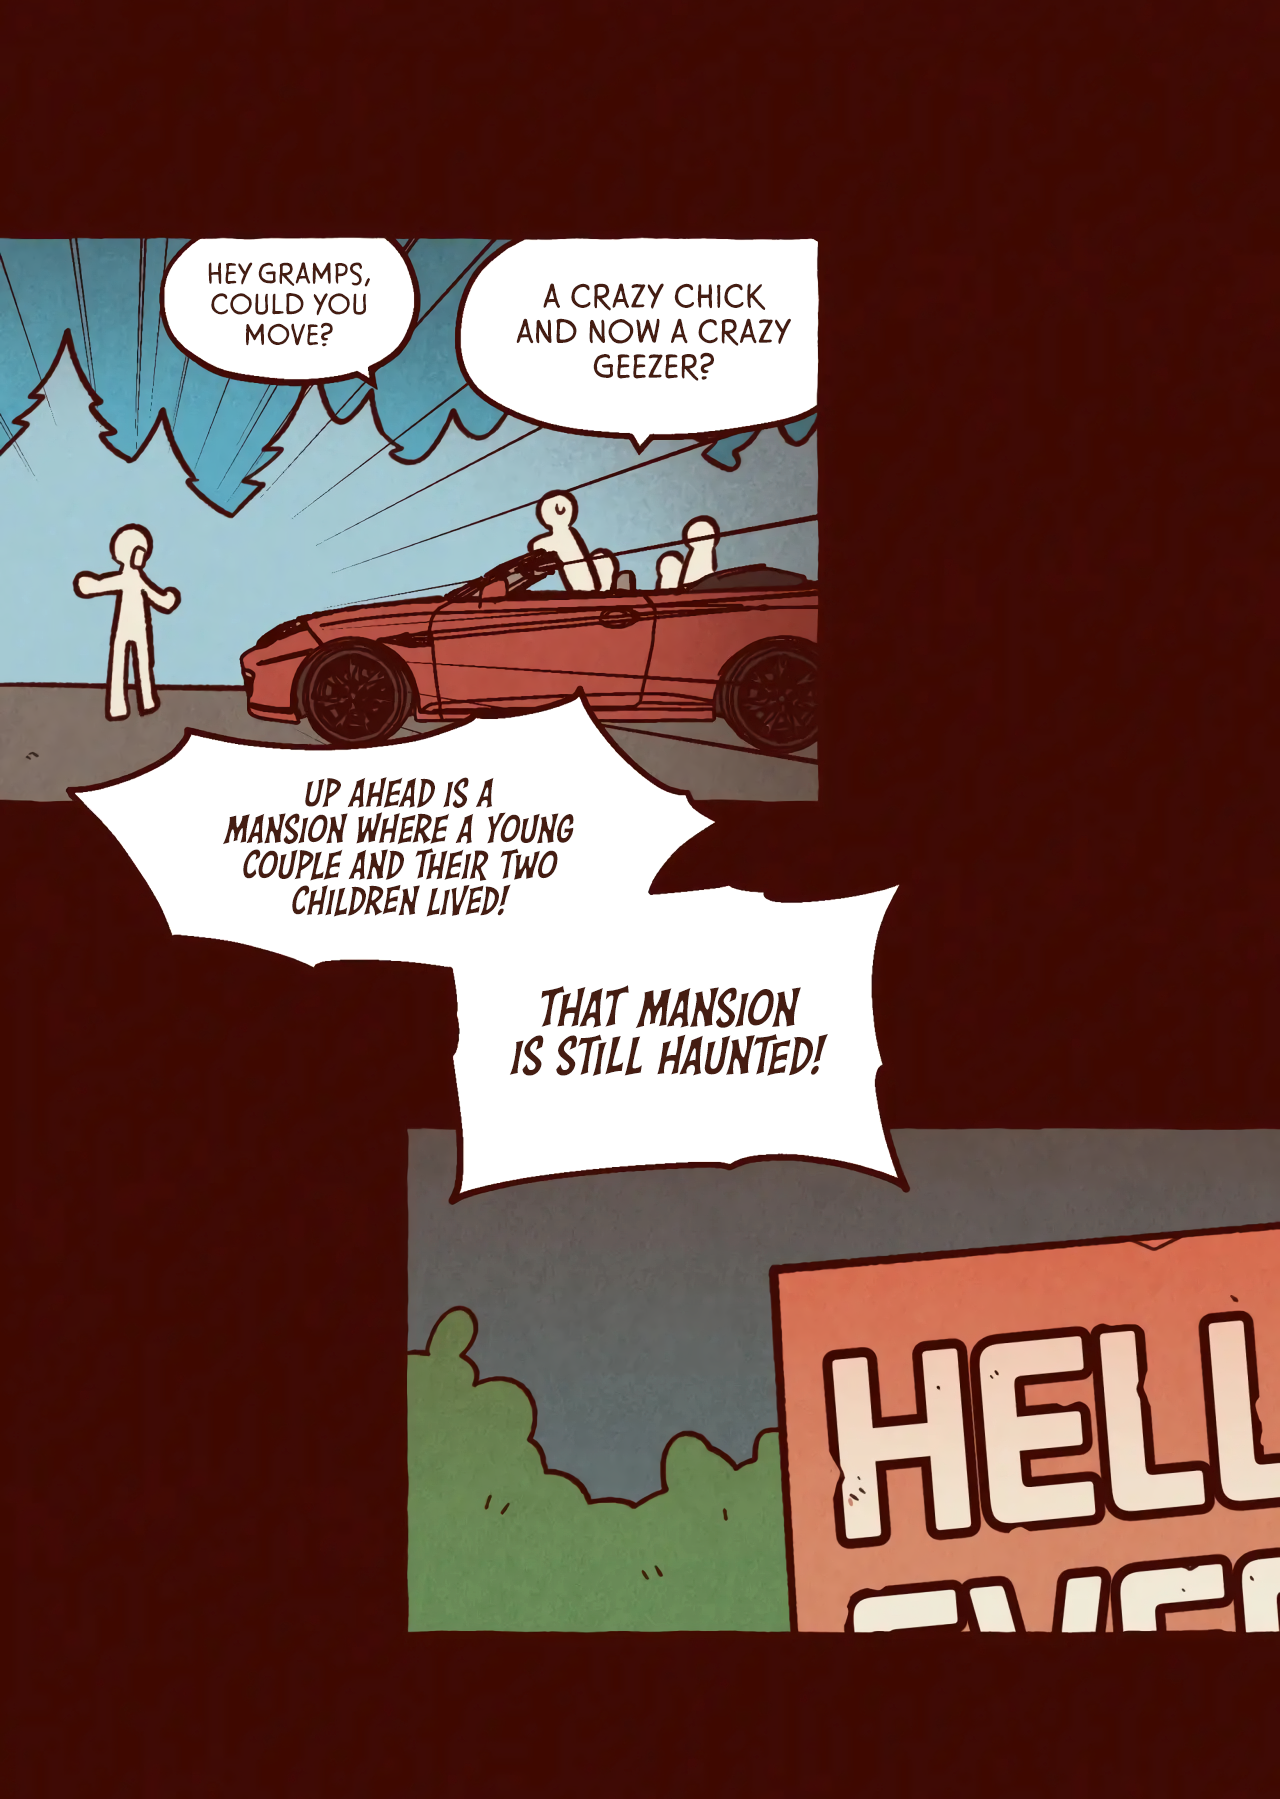 HEY GRAMPS,
COULD YOU
MOVE?
A CRAZY CHICK
AND NOW A CRAZY
GEEZER?
UP AHEAD IS A
MANSION WHERE A YOUNG
COUPLE AND THEIR TWO
CHILDREN LIVED!
THAT MANSION
IS STILL HAUNTED!
HELL